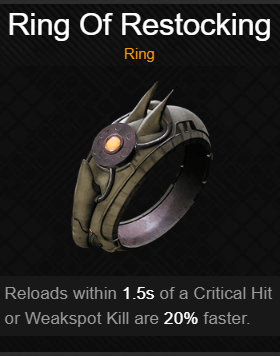 Ring Of Restocking
Ring
Reloads within 1.5s of a Critical Hit
or Weakspot Kill are 20% faster.